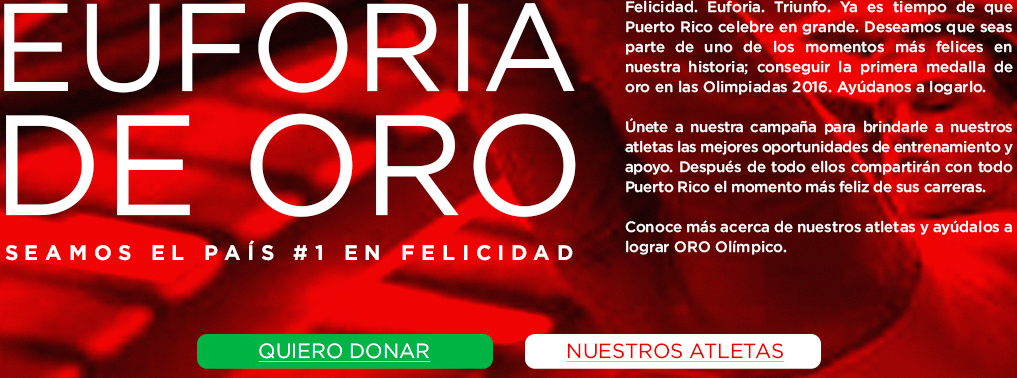 EUFORIA
DE ORO
SEAMOS EL PAÍS #1 EN FELICIDAD
Felicidad. Euforia. Triunfo. Ya es tiempo de que
Puerto Rico celebre en grande. Deseamos que seas
parte de uno de los momentos más felices en
nuestra historia; conseguir la primera medalla de
oro en las Olimpiadas 2016. Ayúdanos a logarlo.
Únete a nuestra campaña para brindarle a nuestros
atletas las mejores oportunidades de entrenamiento y
apoyo. Después de todo ellos compartirán con todo
Puerto Rico el momento más feliz de sus carreras.
Conoce más acerca de nuestros atletas y ayúdalos a
lograr ORO Olímpico.
QUIERO DONAR
NUESTROS ATLETAS